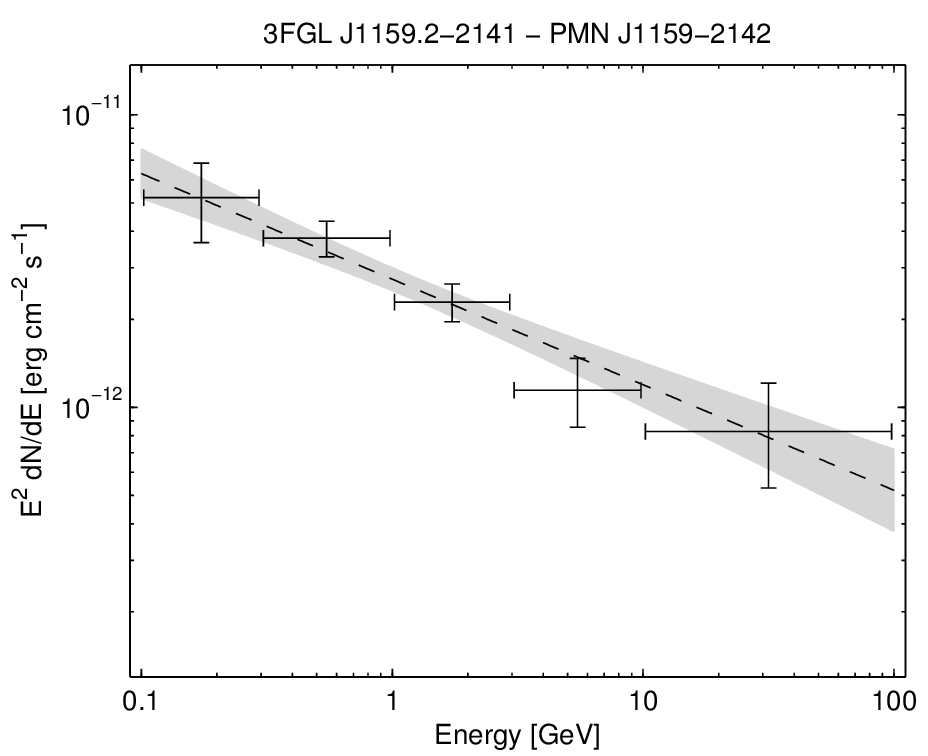 3FGL J1159.2−2141 − PMN J1159−2142
10⁻¹¹
10⁻¹²
E² dN/dE [erg cm⁻² s⁻¹]
0.1 1 10 100
Energy [GeV]